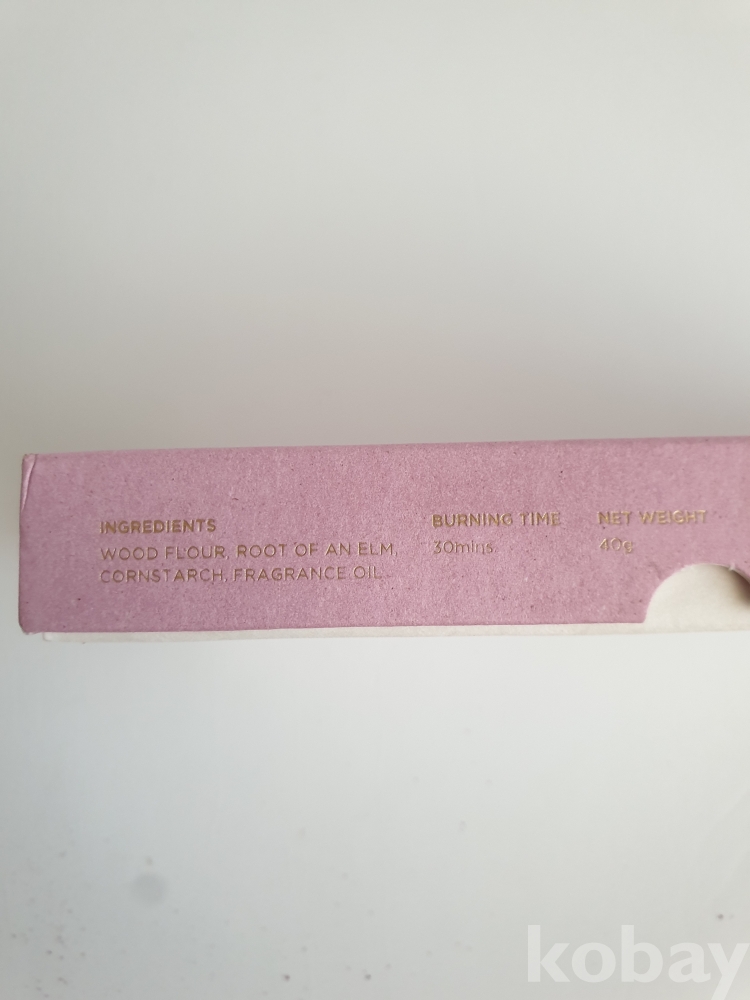 INGREDIENTS
WOOD FLOUR, ROOT OF AN ELM,
CORNSTARCH, FRAGRANCE OIL
BURNING TIME
30mins
NET WEIGHT
40g
kobay